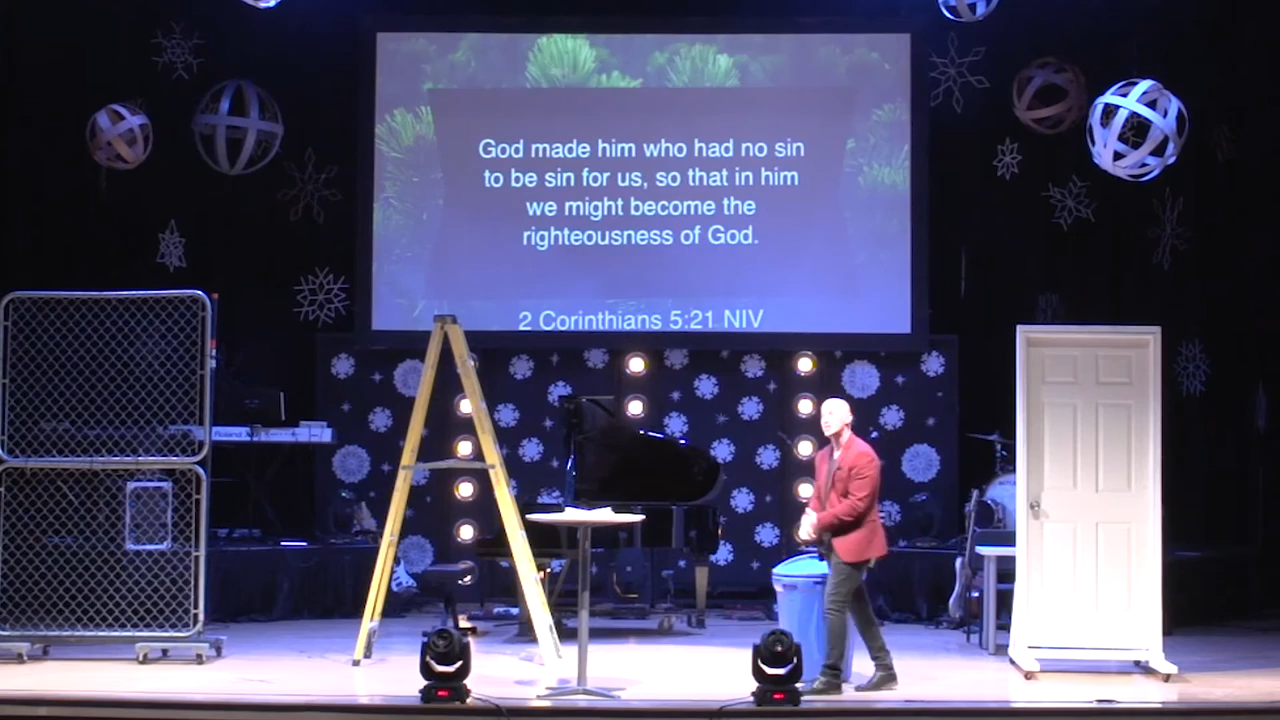 God made him who had no sin
to be sin for us, so that in him
we might become the
righteousness of God.
2 Corinthians 5:21 NIV
Roland